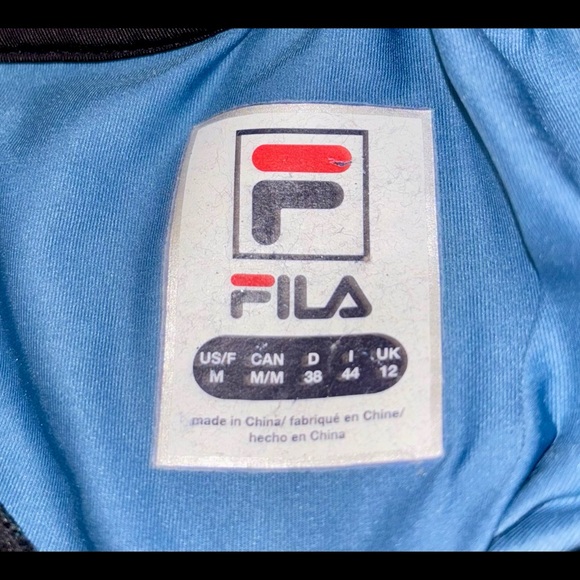 F
FILA
US/F CAN D I UK
M M/M 38 44 12
made in China/ fabriqué en Chine/
hecho en China